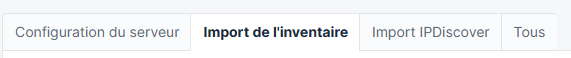 Configuration du serveur Import de l'inventaire Import IPDiscover Tous